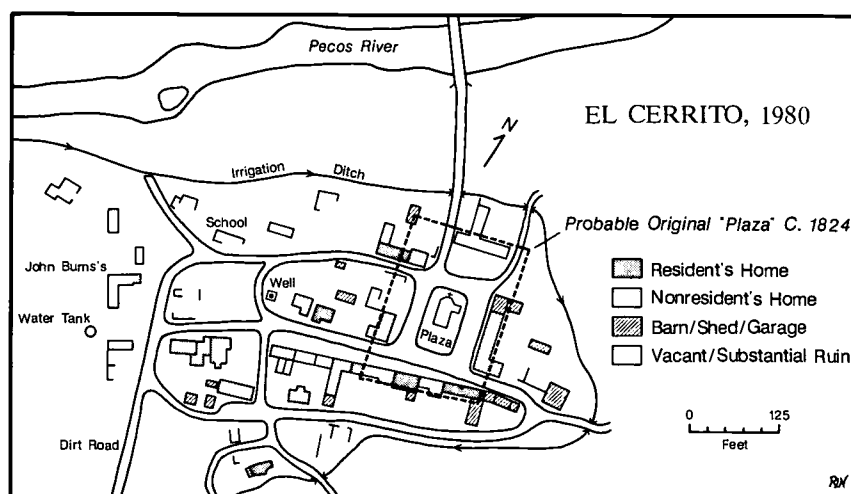 Pecos River
EL CERRITO, 1980
N
Irrigation Ditch
Probable Original "Plaza" C. 1824
School
Resident's Home
John Burns's
Nonresident's Home
Well
Water Tank
Plaza
Barn/Shed/Garage
Vacant/Substantial Ruin
0 125
Feet
Dirt Road